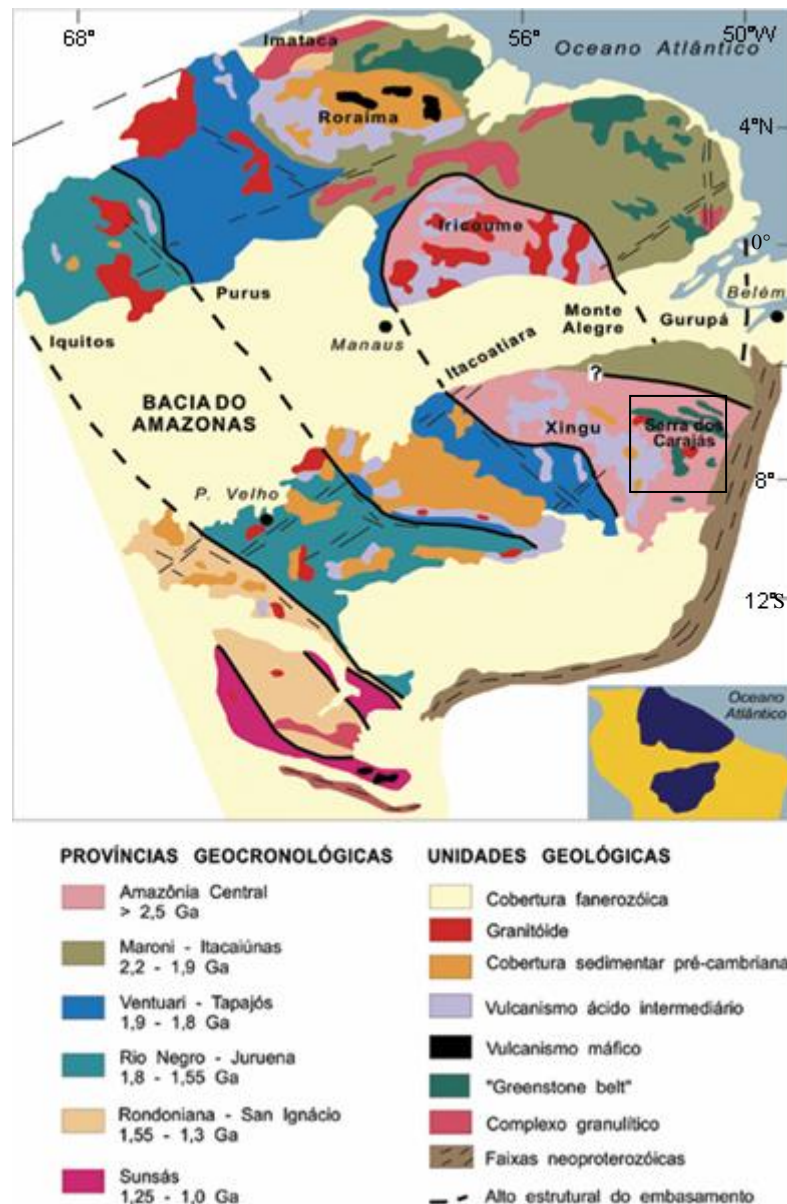 68°
56°
50°W
Imataca
Oceano Atlântico
Roraima
4°N
Iricoume
0°
Purus
Belém
Monte
Alegre
Gurupá
Iquitos
Manaus
Itacoatiara
BACIA DO
AMAZONAS
?
Xingu
Serra dos
Carajás
P. Velho
8°
12°S
Oceano
Atlântico
PROVÍNCIAS GEOCRONOLÓGICAS
Amazônia Central
> 2,5 Ga
Maroni - Itacaiúnas
2,2 - 1,9 Ga
Ventuari - Tapajós
1,9 - 1,8 Ga
Rio Negro - Juruena
1,8 - 1,55 Ga
Rondoniana - San Ignácio
1,55 - 1,3 Ga
Sunsás
1,25 - 1,0 Ga
UNIDADES GEOLÓGICAS
Cobertura fanerozóica
Granitóide
Cobertura sedimentar pré-cambriana
Vulcanismo ácido intermediário
Vulcanismo máfico
"Greenstone belt"
Complexo granulítico
Faixas neoproterozóicas
Alto estrutural do embasamento